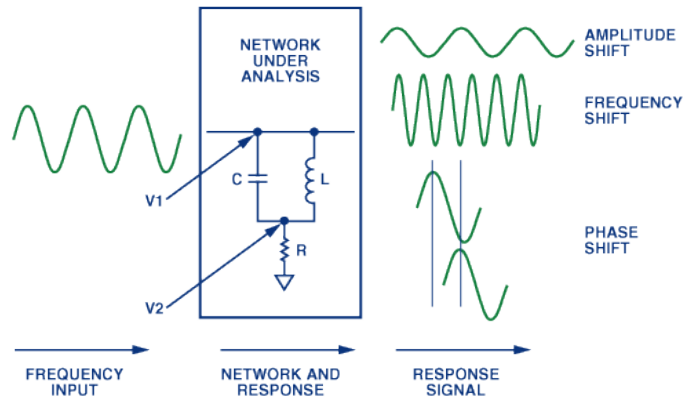 NETWORK
UNDER
ANALYSIS
V1
C
L
R
V2
AMPLITUDE
SHIFT
FREQUENCY
SHIFT
PHASE
SHIFT
FREQUENCY
INPUT
NETWORK AND
RESPONSE
RESPONSE
SIGNAL